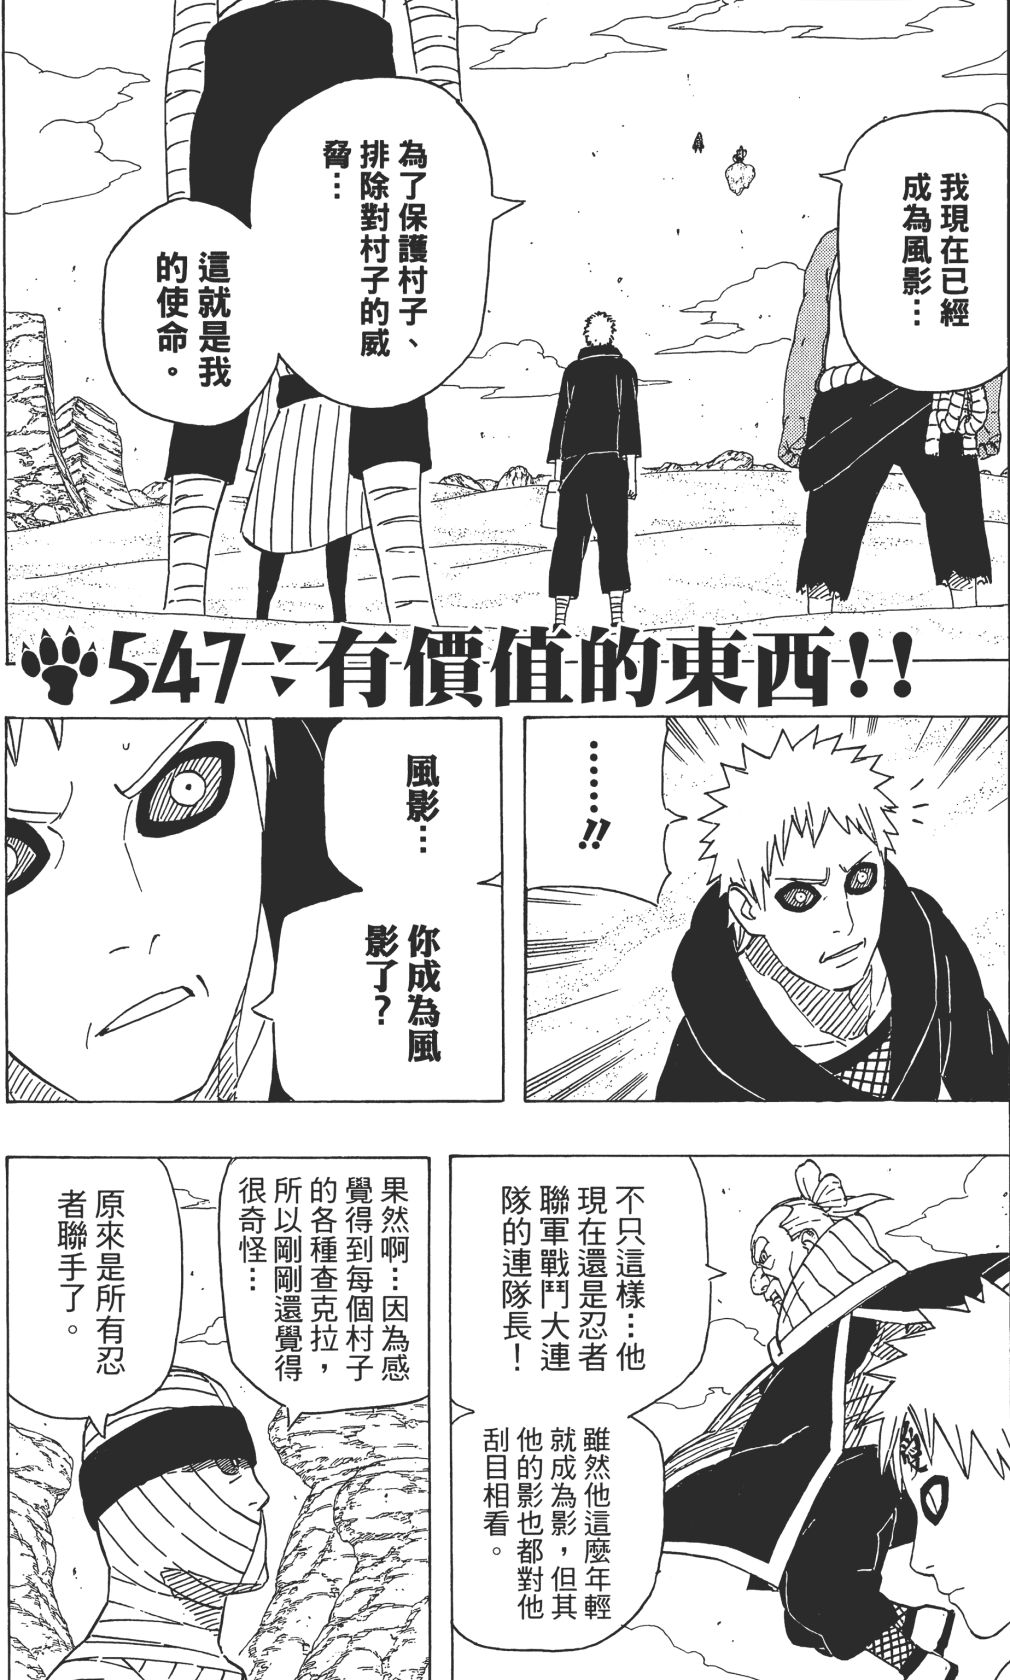 我現在已經
成為風影…
為了保護村子、
排除對村子的威
脅…
這就是我
的使命。
547：有價值的東西!!
……!!
風影…
你成為風
影了？
不只這樣…他
現在還是忍者
聯軍戰鬥大連
隊的連隊長！
雖然他這麼年輕
就成為影，但其
他的影也都對他
刮目相看。
愛
果然啊…因為感
覺得到每個村子
的各種查克拉，
所以剛剛還覺得
很奇怪…
原來是所有忍
者聯手了。